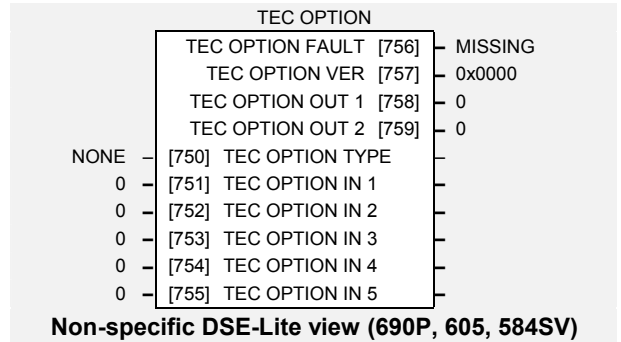 TEC OPTION
TEC OPTION FAULT [756] – MISSING
TEC OPTION VER [757] – 0x0000
TEC OPTION OUT 1 [758] – 0
TEC OPTION OUT 2 [759] – 0
NONE – [750] TEC OPTION TYPE –
0 – [751] TEC OPTION IN 1 –
0 – [752] TEC OPTION IN 2 –
0 – [753] TEC OPTION IN 3 –
0 – [754] TEC OPTION IN 4 –
0 – [755] TEC OPTION IN 5 –
Non-specific DSE-Lite view (690P, 605, 584SV)